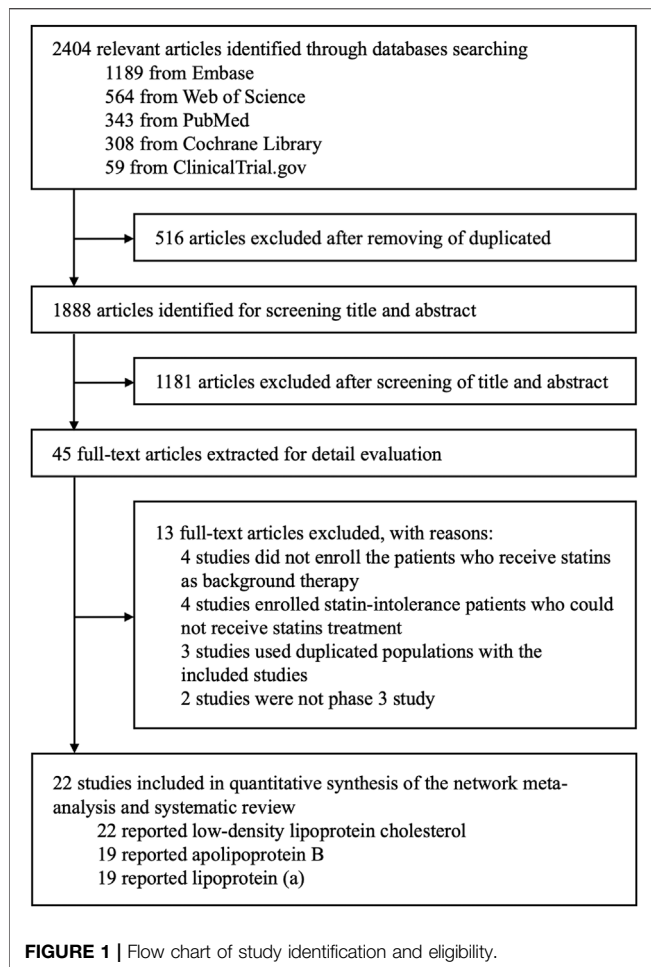 2404 relevant articles identified through databases searching
1189 from Embase
564 from Web of Science
343 from PubMed
308 from Cochrane Library
59 from ClinicalTrial.gov
516 articles excluded after removing of duplicated
1888 articles identified for screening title and abstract
1181 articles excluded after screening of title and abstract
45 full-text articles extracted for detail evaluation
13 full-text articles excluded, with reasons:
4 studies did not enroll the patients who receive statins
as background therapy
4 studies enrolled statin-intolerance patients who could
not receive statins treatment
3 studies used duplicated populations with the
included studies
2 studies were not phase 3 study
22 studies included in quantitative synthesis of the network meta-
analysis and systematic review
22 reported low-density lipoprotein cholesterol
19 reported apolipoprotein B
19 reported lipoprotein (a)
FIGURE 1 | Flow chart of study identification and eligibility.